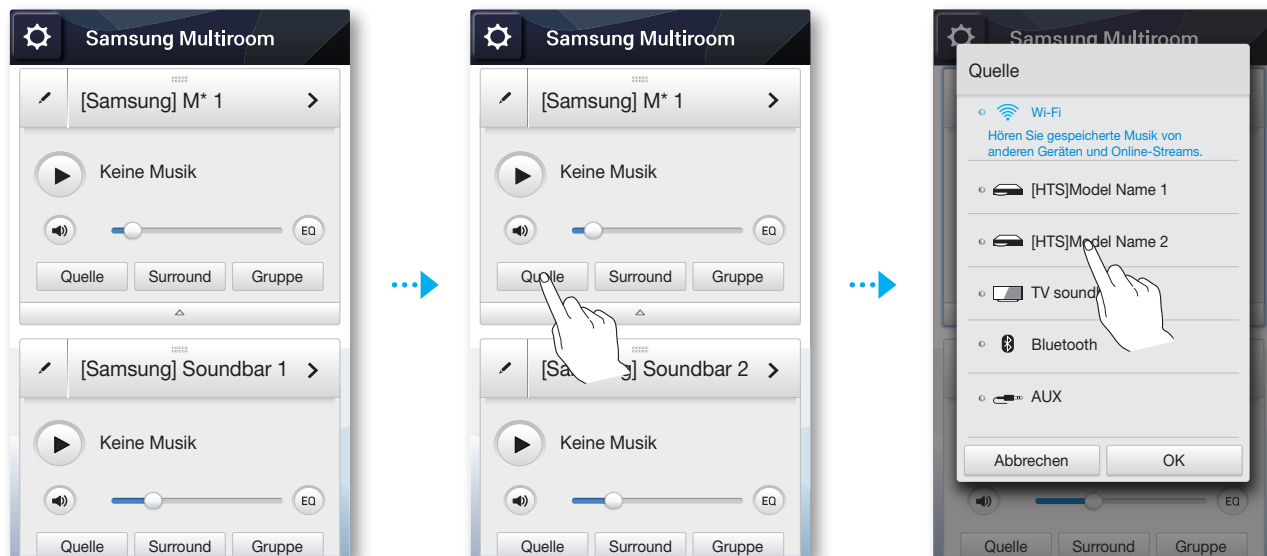 Samsung Multiroom
[Samsung] M* 1
Keine Musik
EQ
Quelle Surround Gruppe
[Samsung] Soundbar 1
Keine Musik
EQ
Quelle Surround Gruppe
Samsung Multiroom
[Samsung] M* 1
Keine Musik
EQ
Quelle Surround Gruppe
Soundbar 2
Keine Musik
EQ
Quelle Surround Gruppe
Samsung Multiroom
Quelle
Wi-Fi
Hören Sie gespeicherte Musik von
anderen Geräten und Online-Streams.
[HTS]Model Name 1
[HTS]Model Name 2
TV
Bluetooth
AUX
Abbrechen OK
EQ
Quelle Surround Gruppe